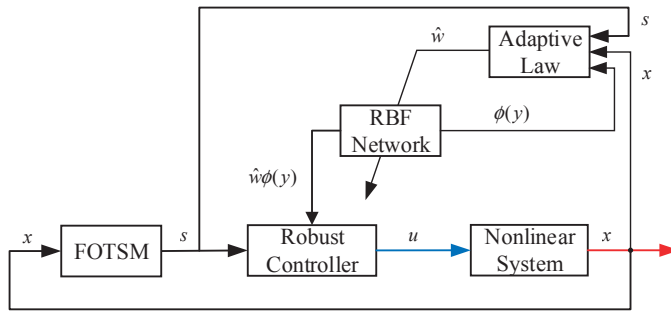 s
ŵ
Adaptive
Law
x
RBF
Network
ϕ(y)
ŵϕ(y)
x
FOTSM
s
Robust
Controller
u
Nonlinear
System
x